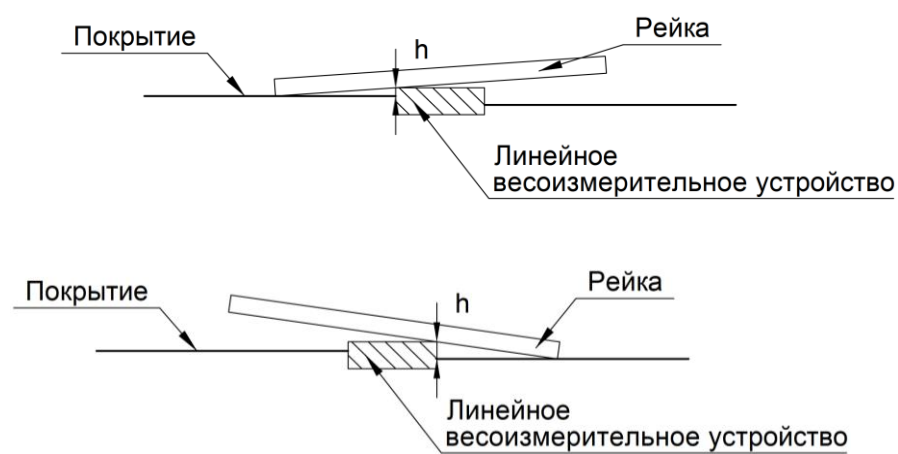 Покрытие
h
Рейка
Линейное
весоизмерительное устройство
Покрытие
h
Рейка
Линейное
весоизмерительное устройство